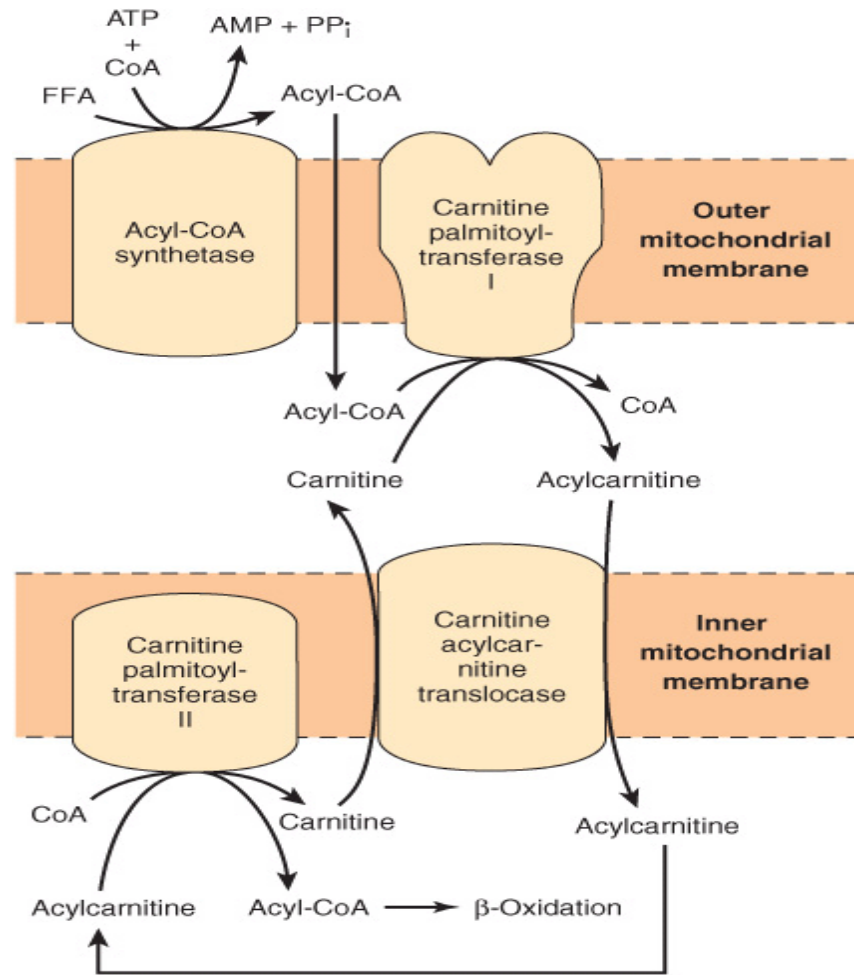 ATP
+
CoA
AMP + PPi
FFA
Acyl-CoA
Acyl-CoA
synthetase
Carnitine
palmitoyl-
transferase
I
Outer
mitochondrial
membrane
Acyl-CoA
CoA
Carnitine
Acylcarnitine
Carnitine
palmitoyl-
transferase
II
Carnitine
acylcar-
nitine
translocase
Inner
mitochondrial
membrane
CoA
Carnitine
Acylcarnitine
Acylcarnitine
Acyl-CoA
β-Oxidation